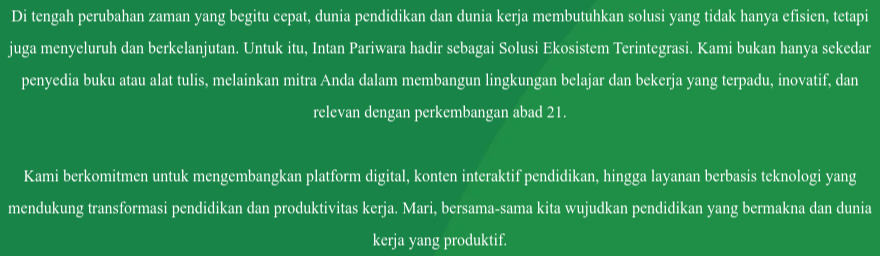 Di tengah perubahan zaman yang begitu cepat, dunia pendidikan dan dunia kerja membutuhkan solusi yang tidak hanya efisien, tetapi
juga menyeluruh dan berkelanjutan. Untuk itu, Intan Pariwara hadir sebagai Solusi Ekosistem Terintegrasi. Kami bukan hanya sekedar
penyedia buku atau alat tulis, melainkan mitra Anda dalam membangun lingkungan belajar dan bekerja yang terpadu, inovatif, dan
relevan dengan perkembangan abad 21.
Kami berkomitmen untuk mengembangkan platform digital, konten interaktif pendidikan, hingga layanan berbasis teknologi yang
mendukung transformasi pendidikan dan produktivitas kerja. Mari, bersama-sama kita wujudkan pendidikan yang bermakna dan dunia
kerja yang produktif.